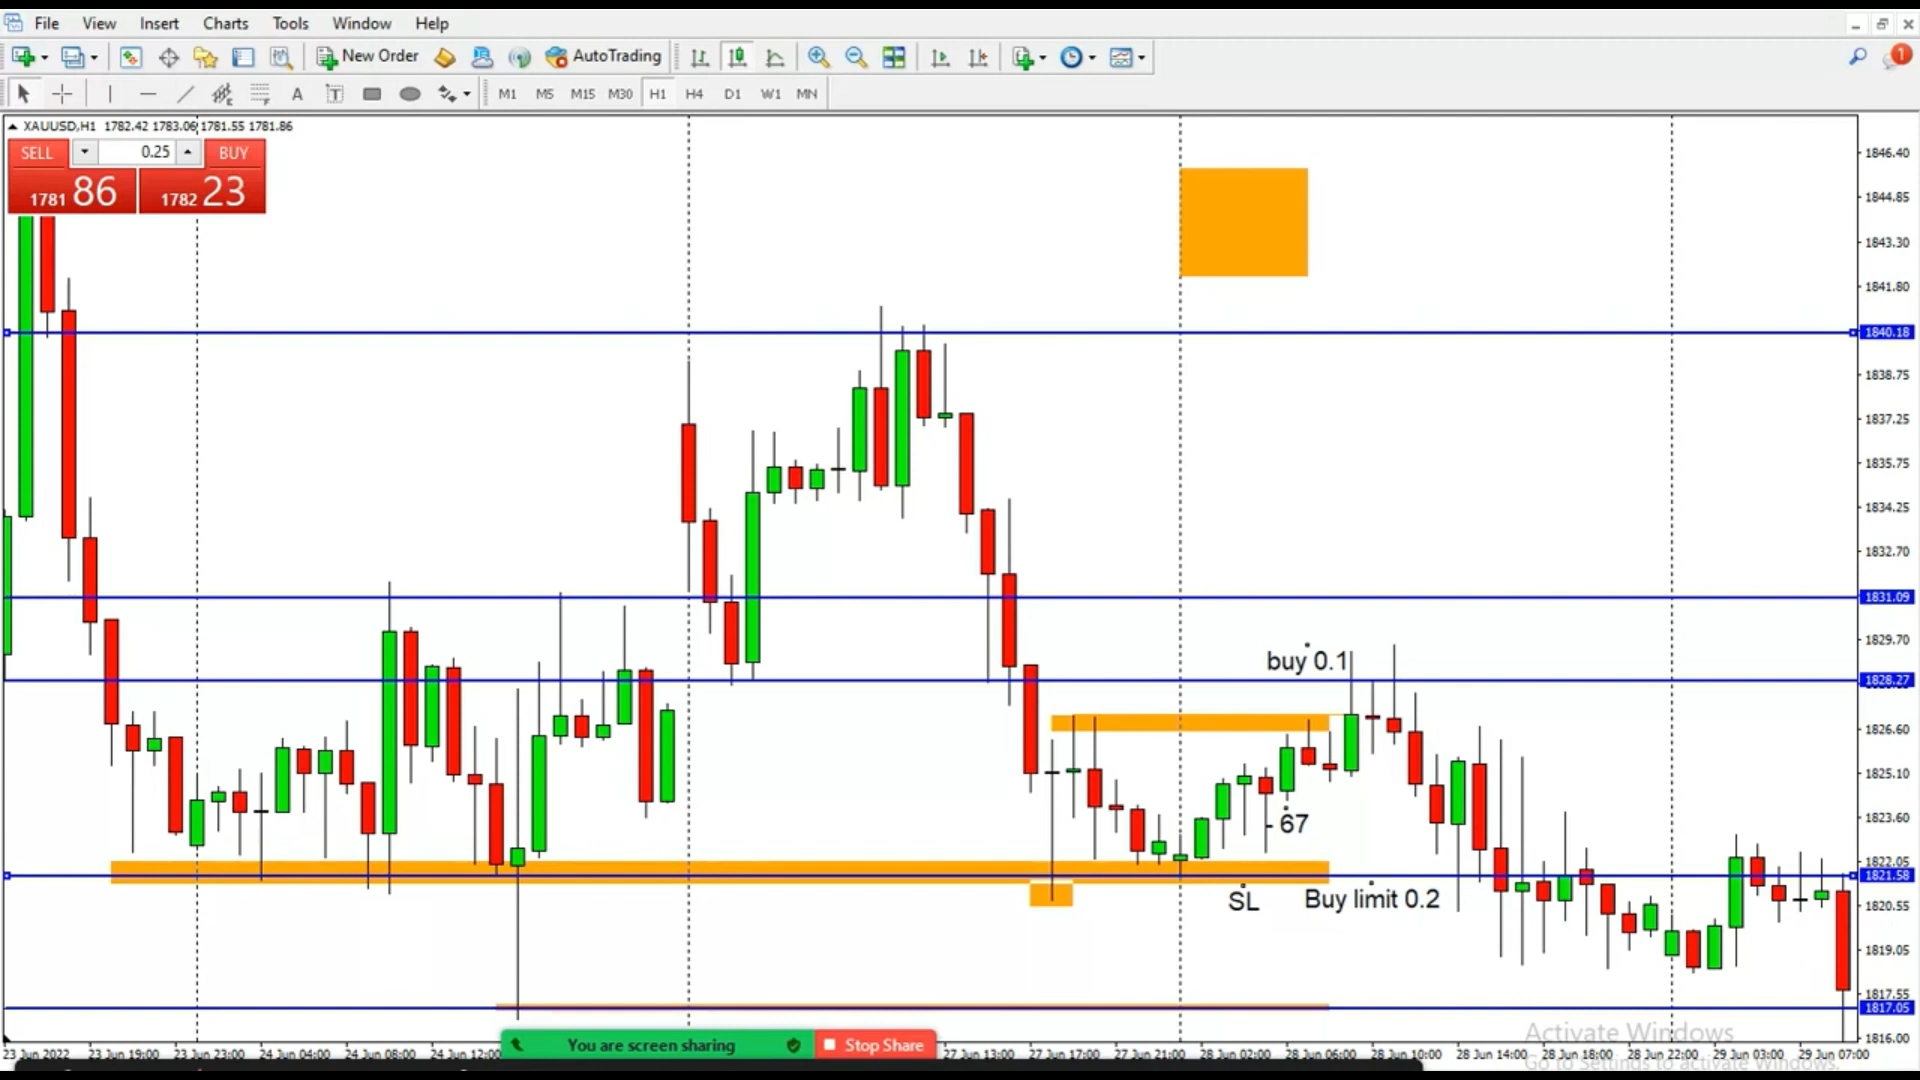 File View Insert Charts Tools Window Help
New Order AutoTrading 1
A T M1 M5 M15 M30 H1 H4 D1 W1 MN
XAUUSD,H1 1782.42 1783.06 1781.55 1781.86
SELL 0.25 BUY
1781 86 1782 23
1846.40
1844.85
1843.30
1841.80
1840.18
1838.75
1837.25
1835.75
1834.25
1832.70
1831.09
1829.70
buy 0.1
1828.27
1826.60
1825.10
- 67
1823.60
1822.05
1821.58
SL Buy limit 0.2
1820.55
1819.05
1817.55
1817.05
1816.00
Activate Windows
Go to Settings to activate Windows.
You are screen sharing Stop Share
23 Jun 2022 23 Jun 19:00 23 Jun 23:00 24 Jun 04:00 24 Jun 08:00 24 Jun 12:00 27 Jun 13:00 27 Jun 17:00 27 Jun 21:00 28 Jun 02:00 28 Jun 06:00 28 Jun 10:00 28 Jun 14:00 28 Jun 18:00 28 Jun 22:00 29 Jun 03:00 29 Jun 07:00